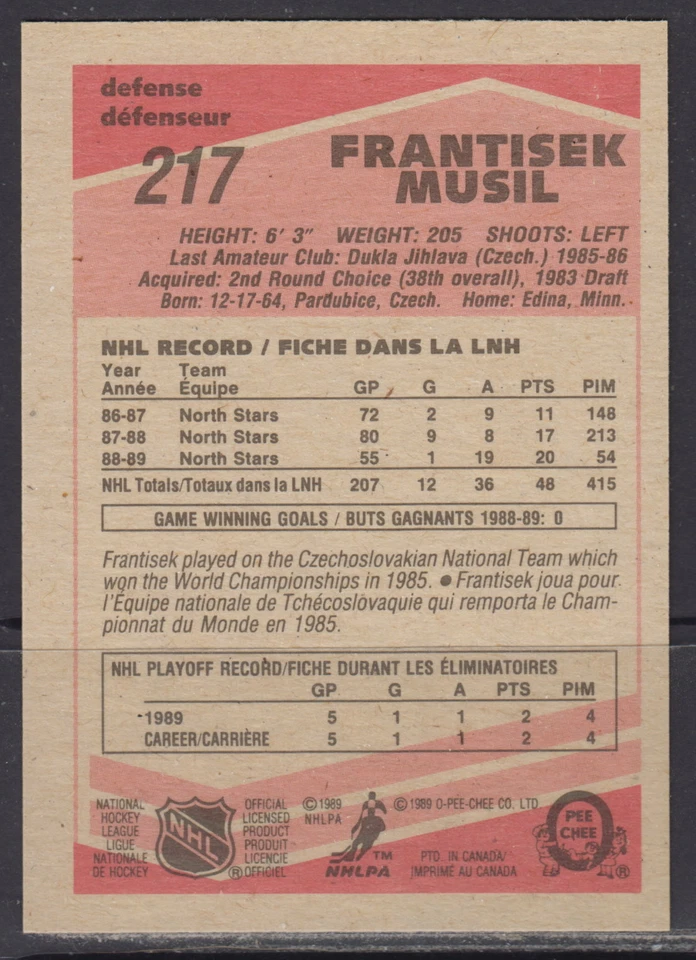 defense
défenseur
217
FRANTISEK
MUSIL
HEIGHT: 6' 3" WEIGHT: 205 SHOOTS: LEFT
Last Amateur Club: Dukla Jihlava (Czech.) 1985-86
Acquired: 2nd Round Choice (38th overall), 1983 Draft
Born: 12-17-64, Pardubice, Czech. Home: Edina, Minn.
NHL RECORD / FICHE DANS LA LNH
Year Team
Année Équipe GP G A PTS PIM
86-87 North Stars 72 2 9 11 148
87-88 North Stars 80 9 8 17 213
88-89 North Stars 55 1 19 20 54
NHL Totals/Totaux dans la LNH 207 12 36 48 415
GAME WINNING GOALS / BUTS GAGNANTS 1988-89: 0
Frantisek played on the Czechoslovakian National Team which
won the World Championships in 1985. ● Frantisek joua pour
l'Équipe nationale de Tchécoslovaquie qui remporta le Cham-
pionnat du Monde en 1985.
NHL PLAYOFF RECORD/FICHE DURANT LES ÉLIMINATOIRES
GP G A PTS PIM
1989 5 1 1 2 4
CAREER/CARRIÈRE 5 1 1 2 4
NATIONAL
HOCKEY
LEAGUE
LIGUE
NATIONALE
DE HOCKEY
NHL
®
OFFICIAL
LICENSED
PRODUCT
PRODUIT
LICENCIE
OFFICIEL
© 1989
NHLPA
TM
NHLPA
© 1989 O-PEE-CHEE CO. LTD.
PTD. IN CANADA/
IMPRIMÉ AU CANADA
O
PEE
CHEE
®